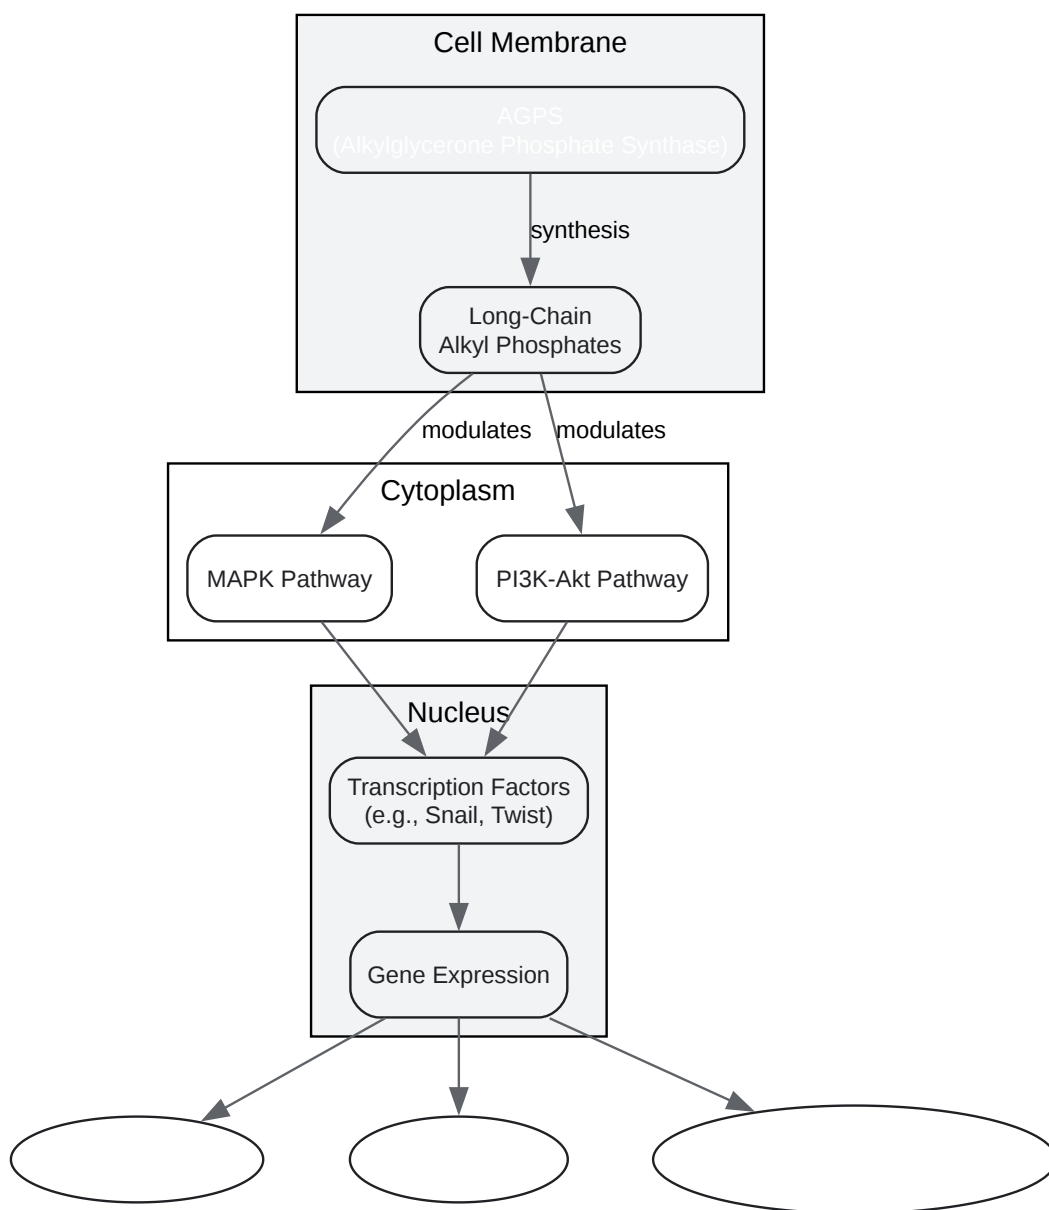 Cell Membrane
AGPS
(Alkylglycerone Phosphate Synthase)
synthesis
Long-Chain
Alkyl Phosphates
modulates
modulates
Cytoplasm
MAPK Pathway
PI3K-Akt Pathway
Nucleus
Transcription Factors
(e.g., Snail, Twist)
Gene Expression